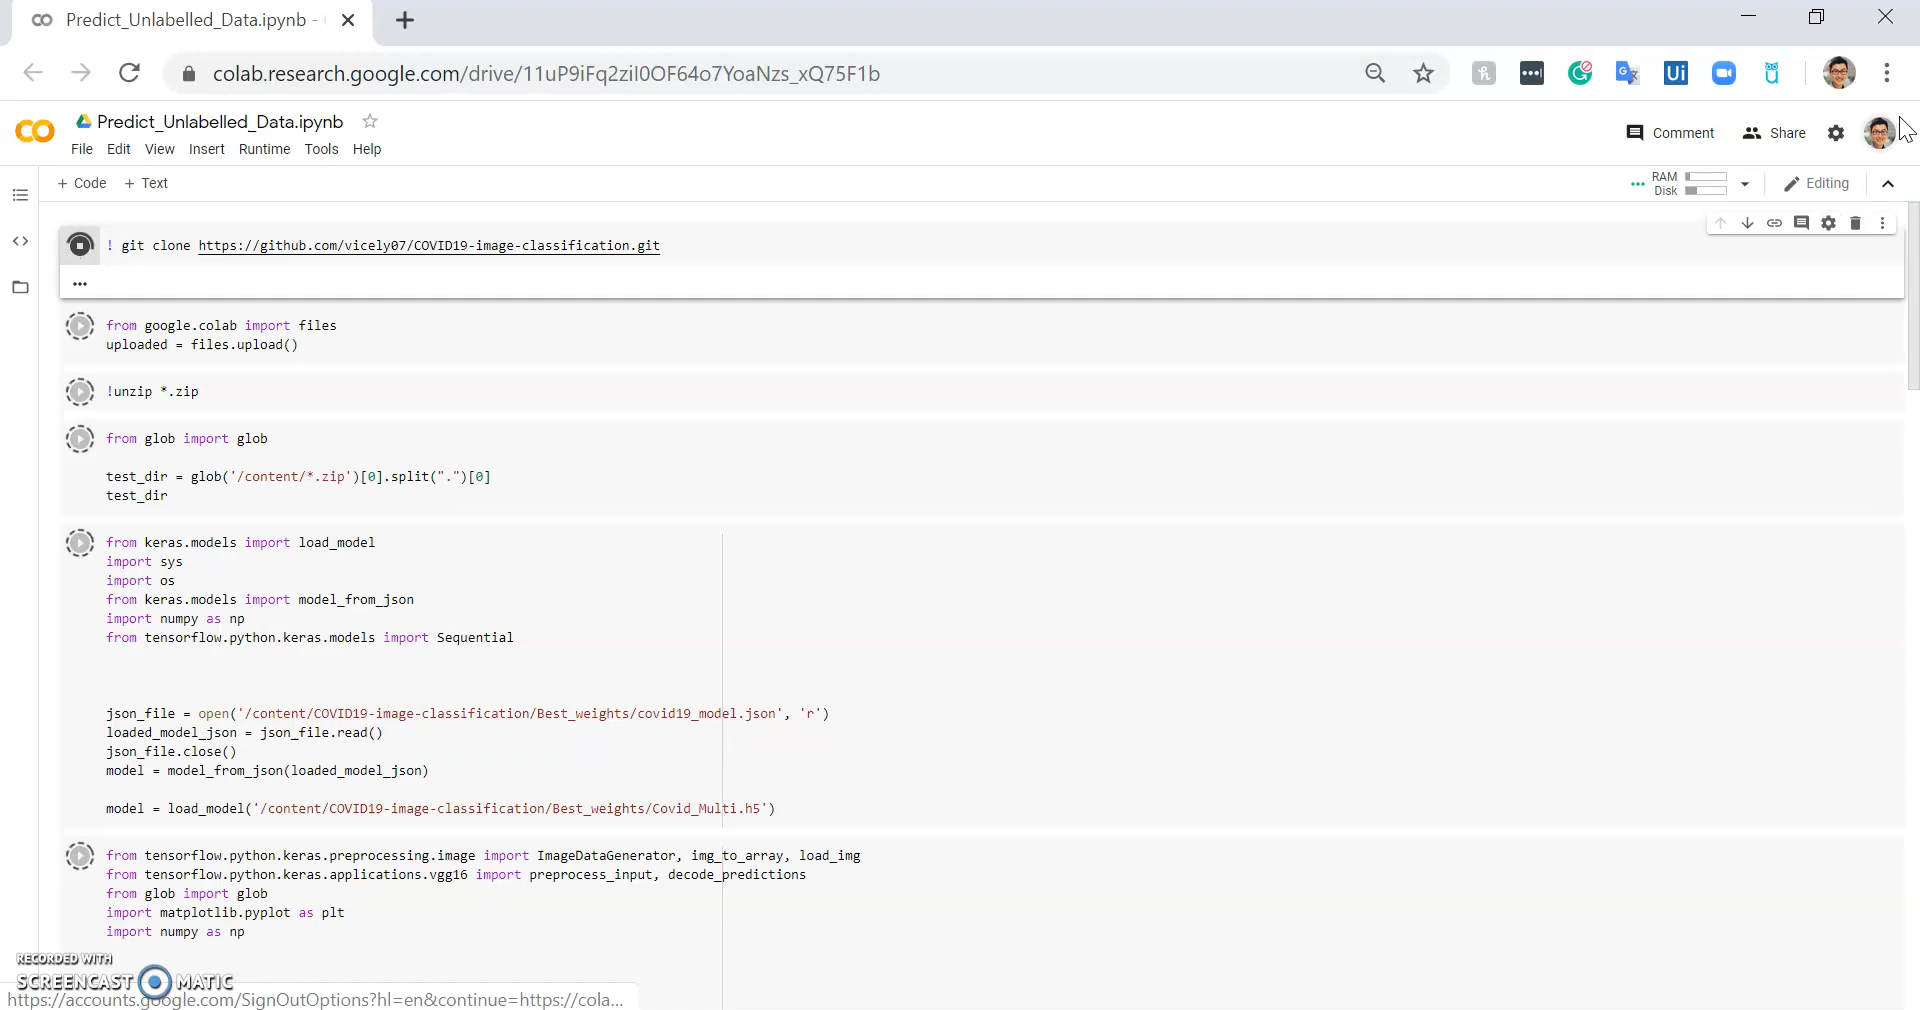 Predict_Unlabelled_Data.ipynb -
colab.research.google.com/drive/11uP9iFq2ziI0OF64o7YoaNzs_xQ75F1b
Ui
Predict_Unlabelled_Data.ipynb
File Edit View Insert Runtime Tools Help
Comment Share
+ Code + Text
RAM
Disk
Editing
! git clone https://github.com/vicely07/COVID19-image-classification.git
from google.colab import files
uploaded = files.upload()
!unzip *.zip
from glob import glob
test_dir = glob('/content/*.zip')[0].split(".")[0]
test_dir
from keras.models import load_model
import sys
import os
from keras.models import model_from_json
import numpy as np
from tensorflow.python.keras.models import Sequential
json_file = open('/content/COVID19-image-classification/Best_weights/covid19_model.json', 'r')
loaded_model_json = json_file.read()
json_file.close()
model = model_from_json(loaded_model_json)
model = load_model('/content/COVID19-image-classification/Best_weights/Covid_Multi.h5')
from tensorflow.python.keras.preprocessing.image import ImageDataGenerator, img_to_array, load_img
from tensorflow.python.keras.applications.vgg16 import preprocess_input, decode_predictions
from glob import glob
import matplotlib.pyplot as plt
import numpy as np
RECORDED WITH
SCREENCAST MATIC
https://accounts.google.com/SignOutOptions?hl=en&continue=https://cola...